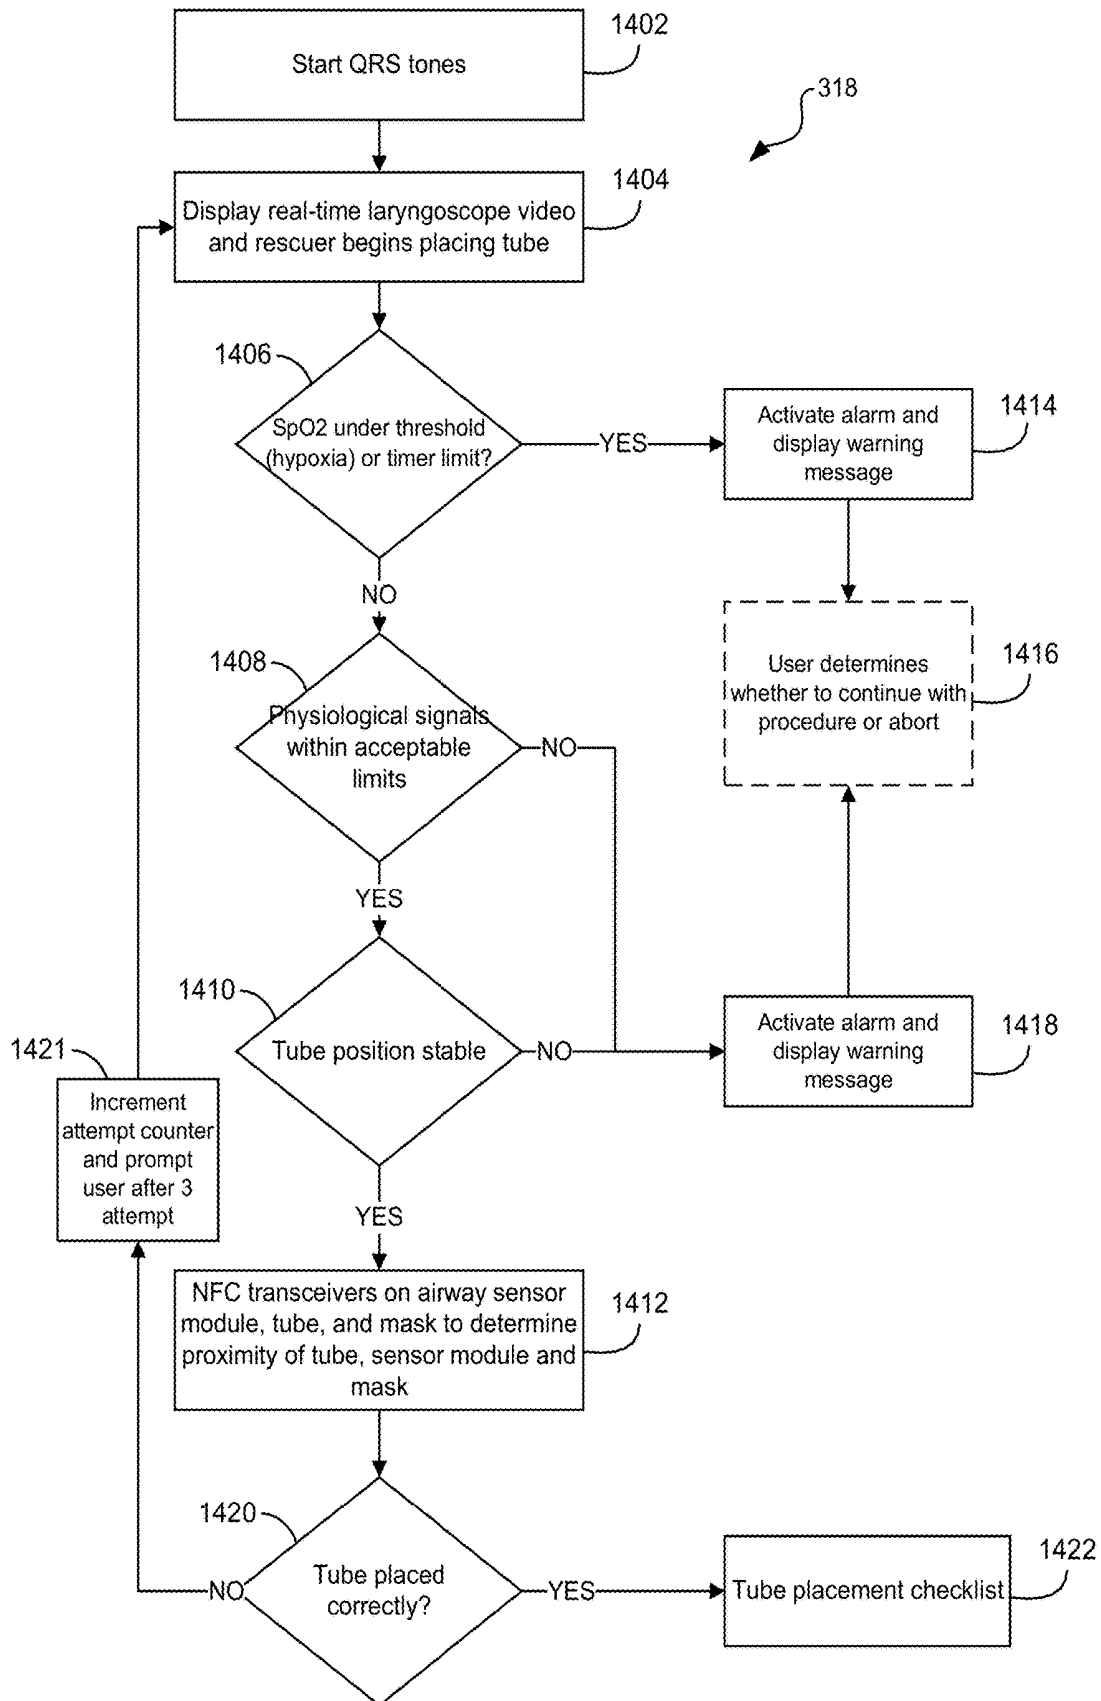 1402
Start QRS tones
318
1404
Display real-time laryngoscope video
and rescuer begins placing tube
1406
SpO2 under threshold
(hypoxia) or timer limit?
YES
Activate alarm and
display warning
message
1414
NO
1408
Physiological signals
within acceptable
limits
NO
User determines
whether to continue with
procedure or abort
1416
YES
1410
Tube position stable
NO
Activate alarm and
display warning
message
1418
1421
Increment
attempt counter
and prompt
user after 3
attempt
YES
NFC transceivers on airway sensor
module, tube, and mask to determine
proximity of tube, sensor module and
mask
1412
1420
Tube placed
correctly?
NO
YES
Tube placement checklist
1422